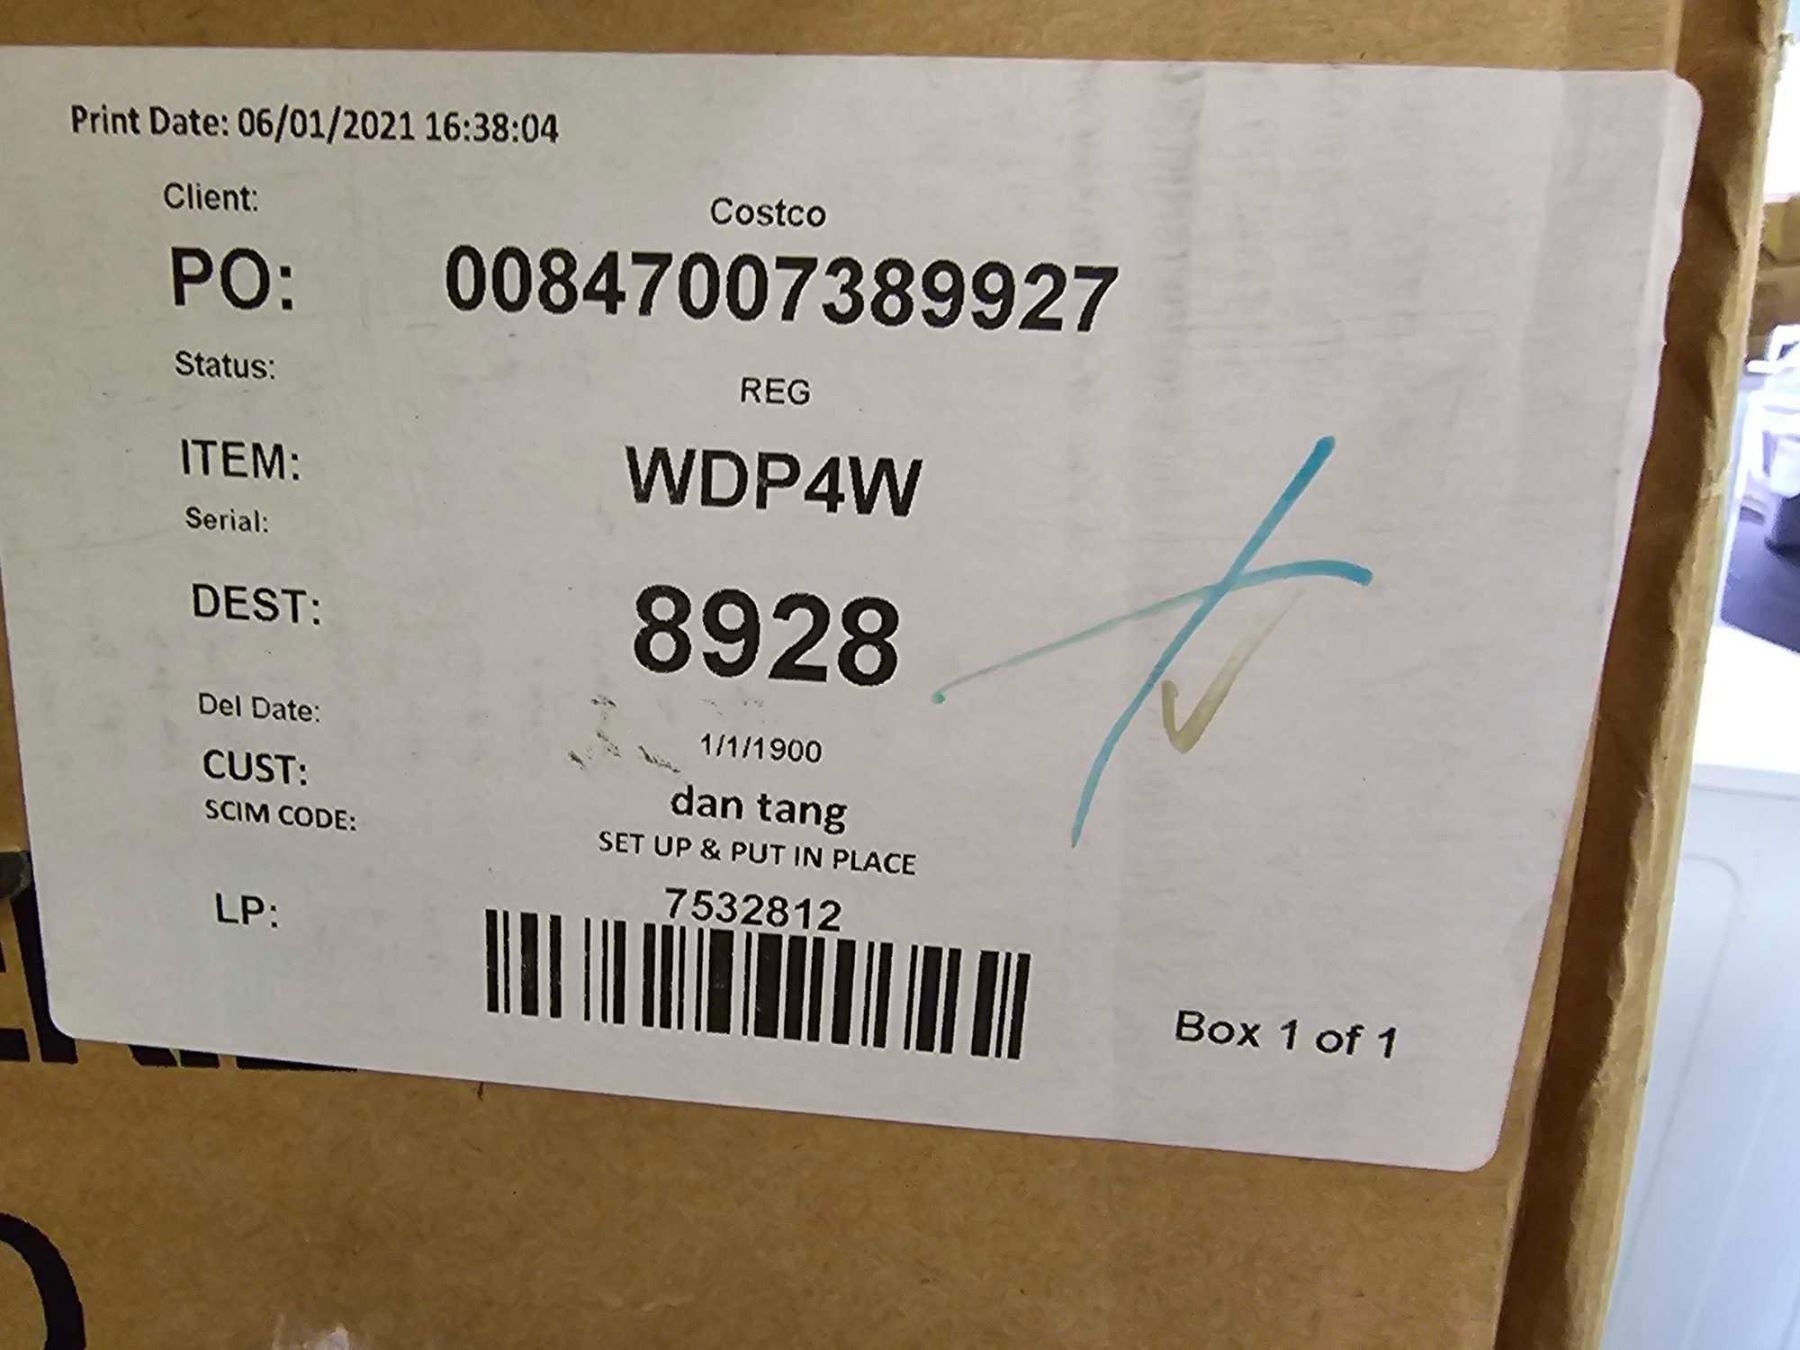 Print Date: 06/01/2021 16:38:04
Client: Costco
PO: 00847007389927
Status: REG
ITEM: WDP4W
Serial:
DEST: 8928
Del Date: 1/1/1900
CUST: dan tang
SCIM CODE: SET UP & PUT IN PLACE
LP: 7532812
Box 1 of 1